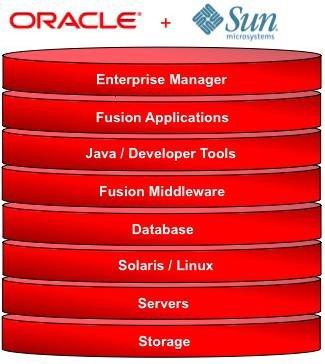 ORACLE + Sun
microsystems
Enterprise Manager
Fusion Applications
Java / Developer Tools
Fusion Middleware
Database
Solaris / Linux
Servers
Storage